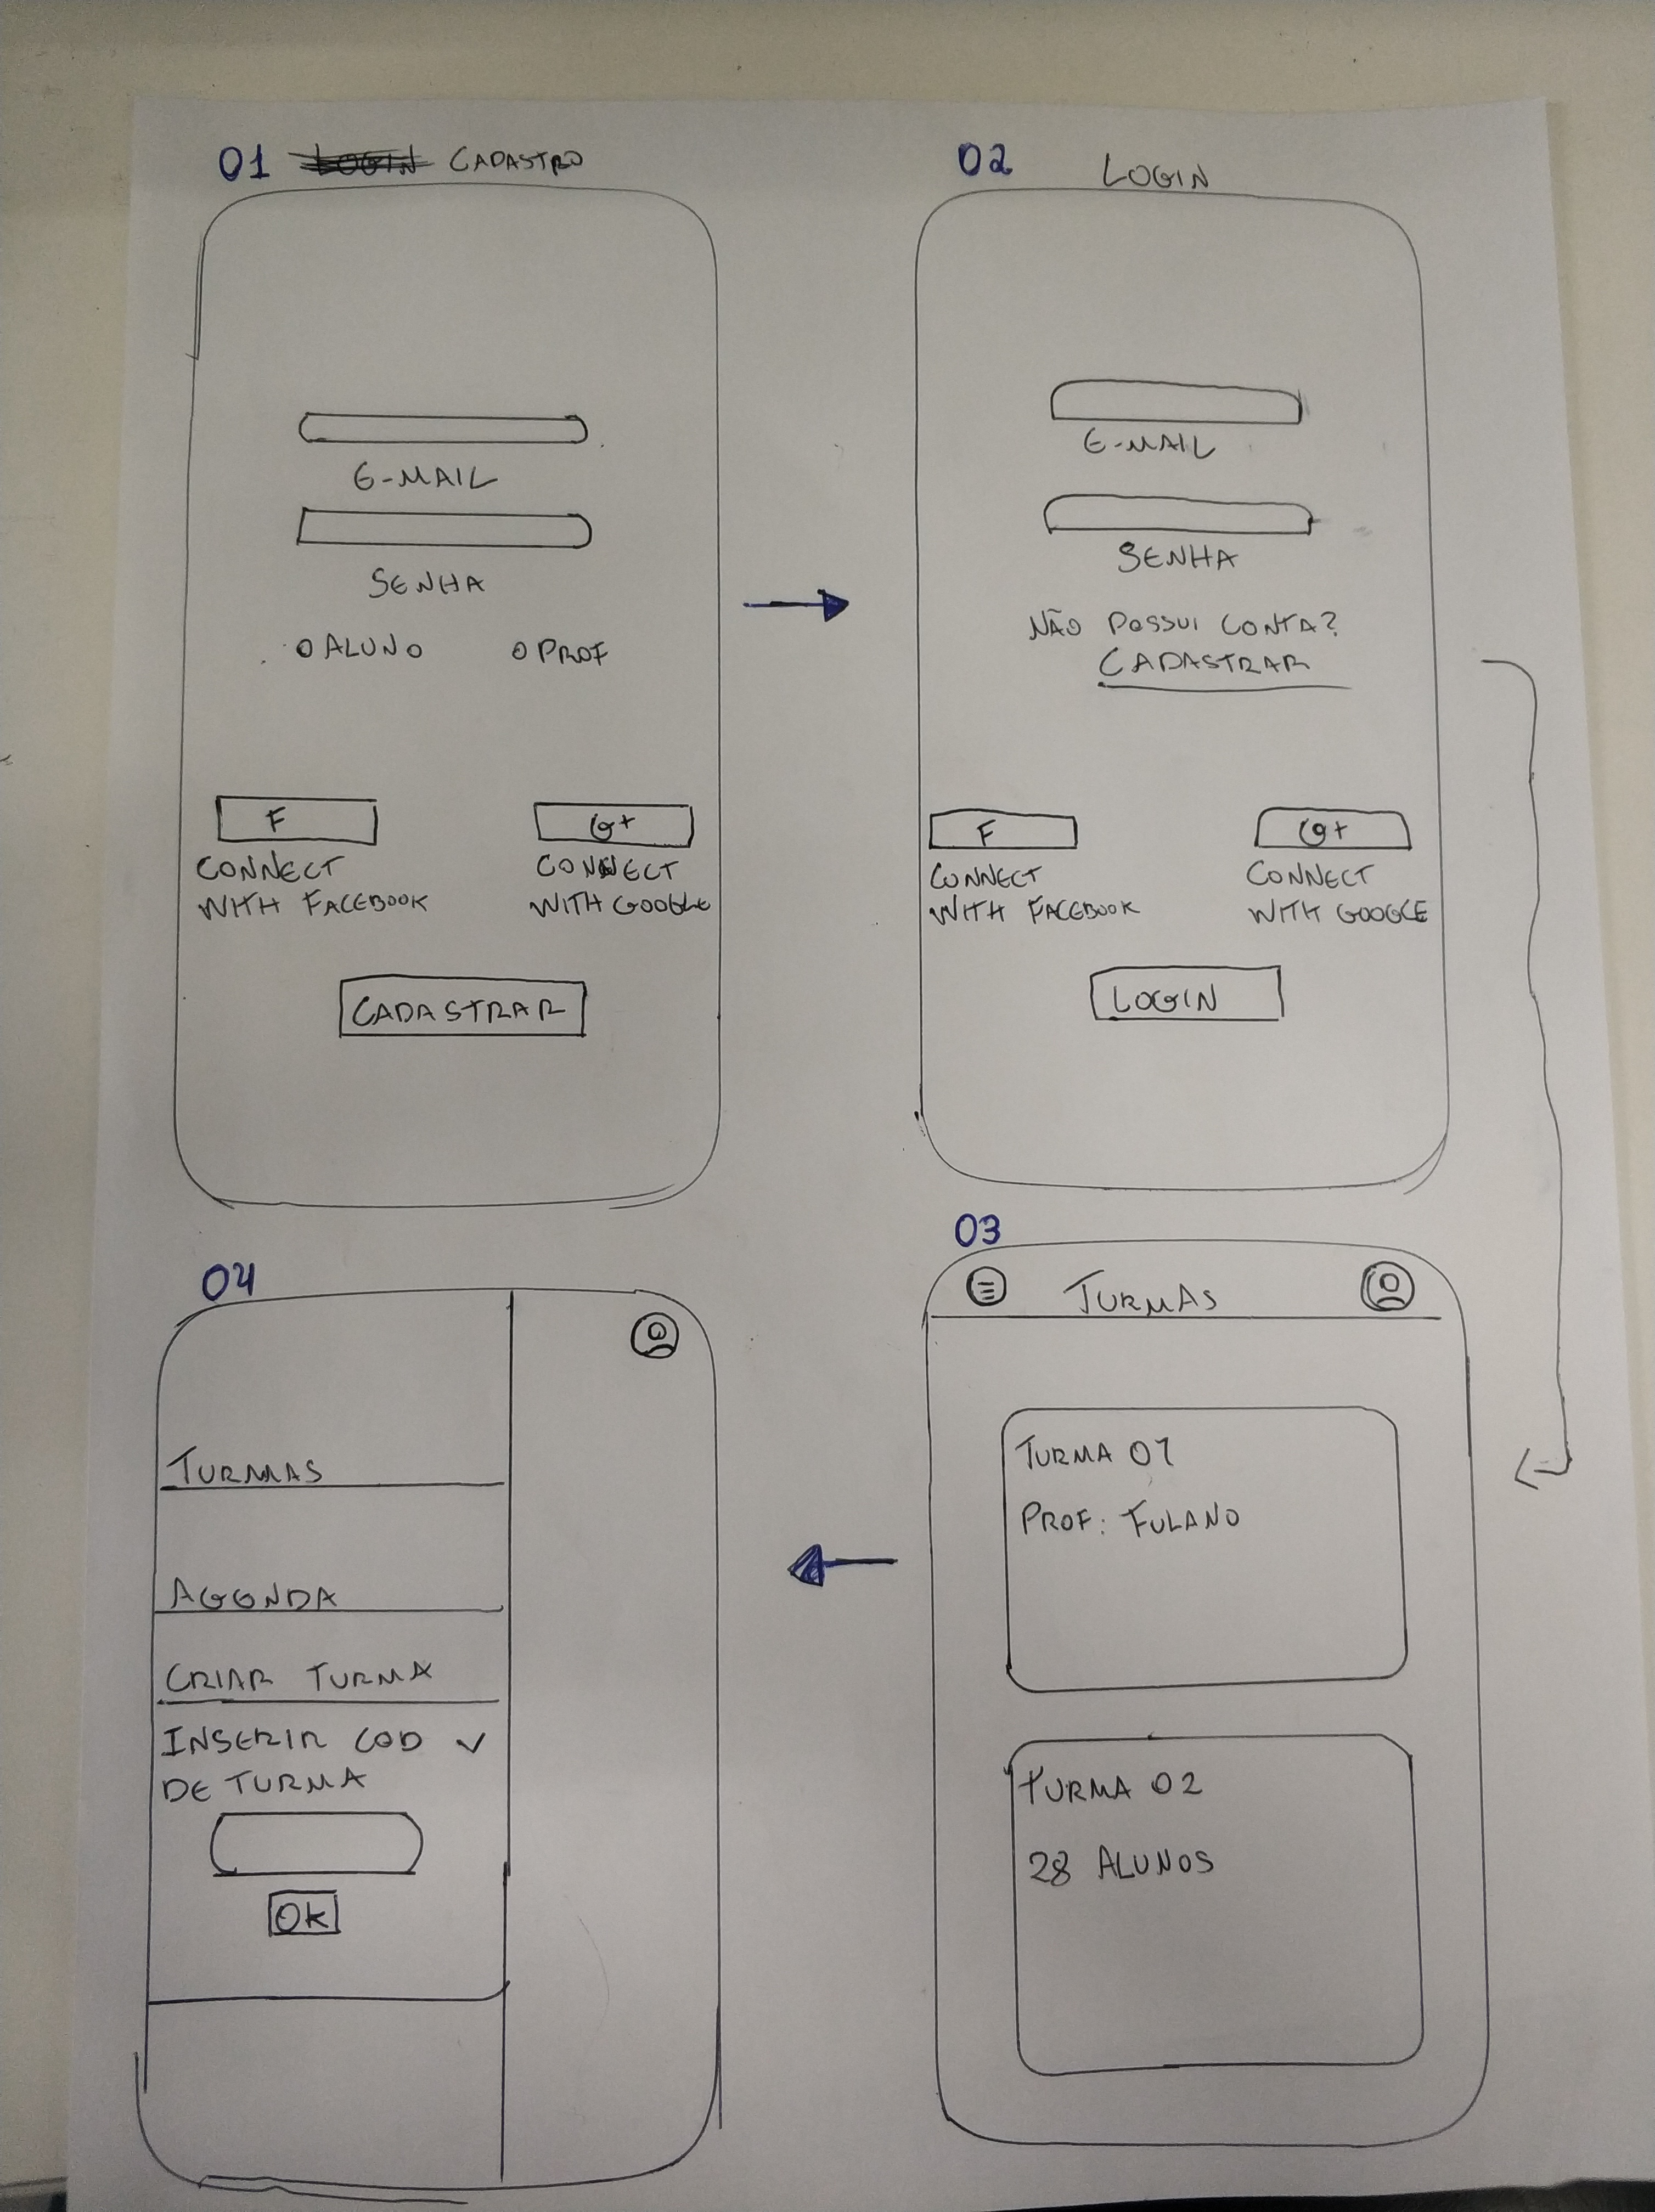 01 LOGIN CADASTRO
E-MAIL
SENHA
O ALUNO O PROF
F G+
CONNECT
WITH FACEBOOK
CONNECT
WITH GOOGLE
CADASTRAR
02 LOGIN
E-MAIL
SENHA
NÃO POSSUI CONTA?
CADASTRAR
F G+
CONNECT
WITH FACEBOOK
CONNECT
WITH GOOGLE
LOGIN
03
TURMAS
TURMA 01
PROF: FULANO
TURMA 02
28 ALUNOS
04
TURMAS
AGENDA
CRIAR TURMA
INSERIR COD
DE TURMA
OK